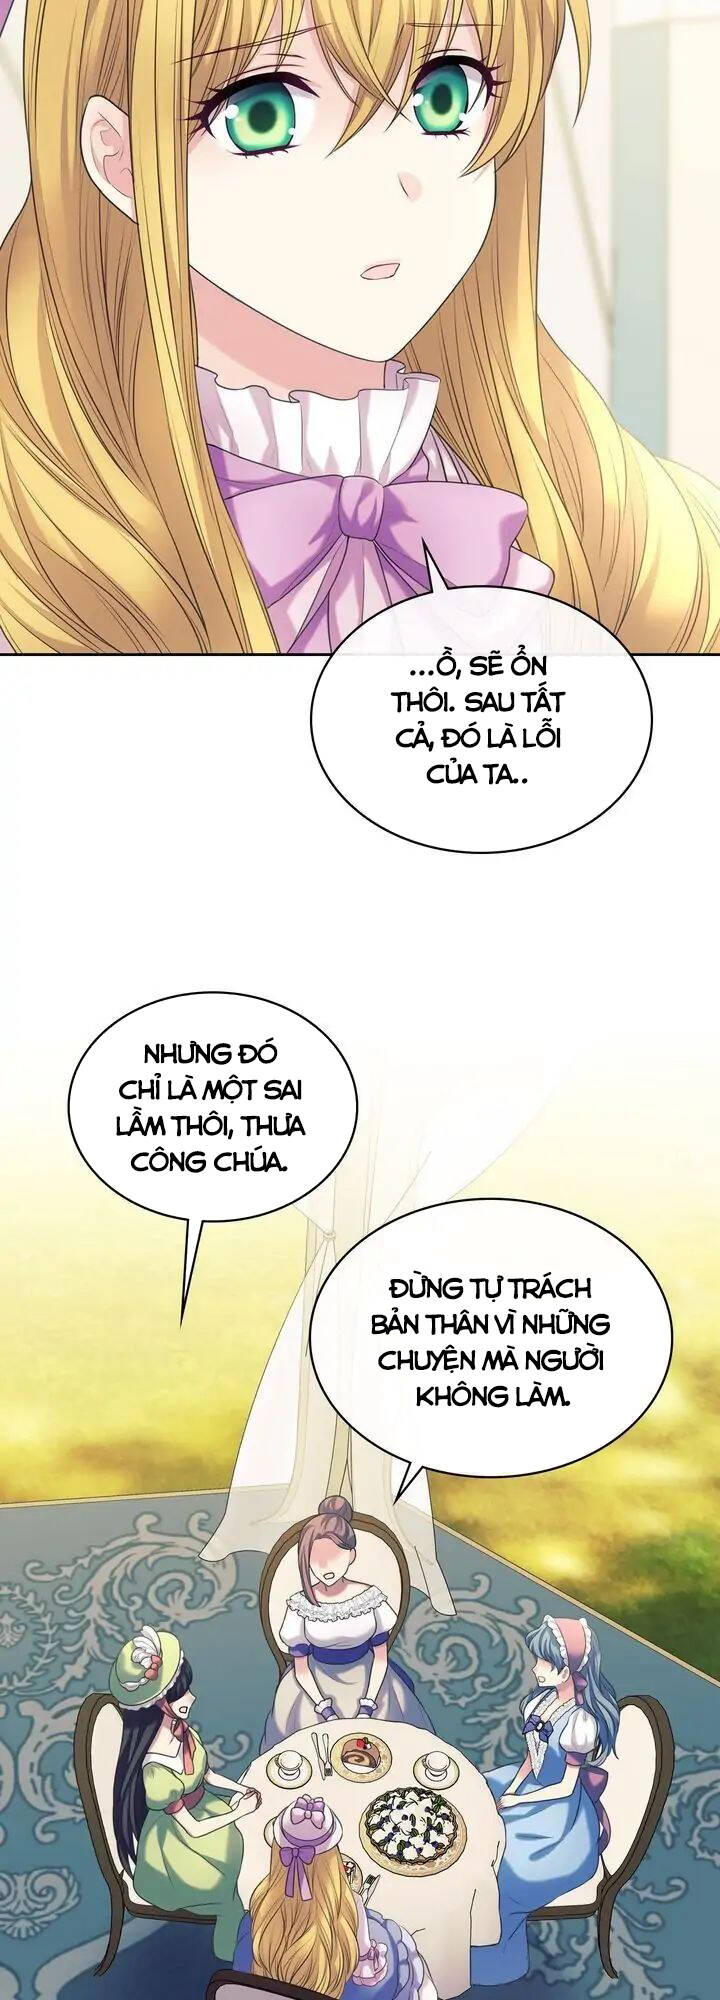 ...Ồ, SẼ ỔN
THÔI. SAU TẤT
CẢ, ĐÓ LÀ LỖI
CỦA TA..
NHƯNG ĐÓ
CHỈ LÀ MỘT SAI
LẦM THÔI, THƯA
CÔNG CHÚA.
ĐỪNG TỰ TRÁCH
BẢN THÂN VÌ NHỮNG
CHUYỆN MÀ NGƯỜI
KHÔNG LÀM.